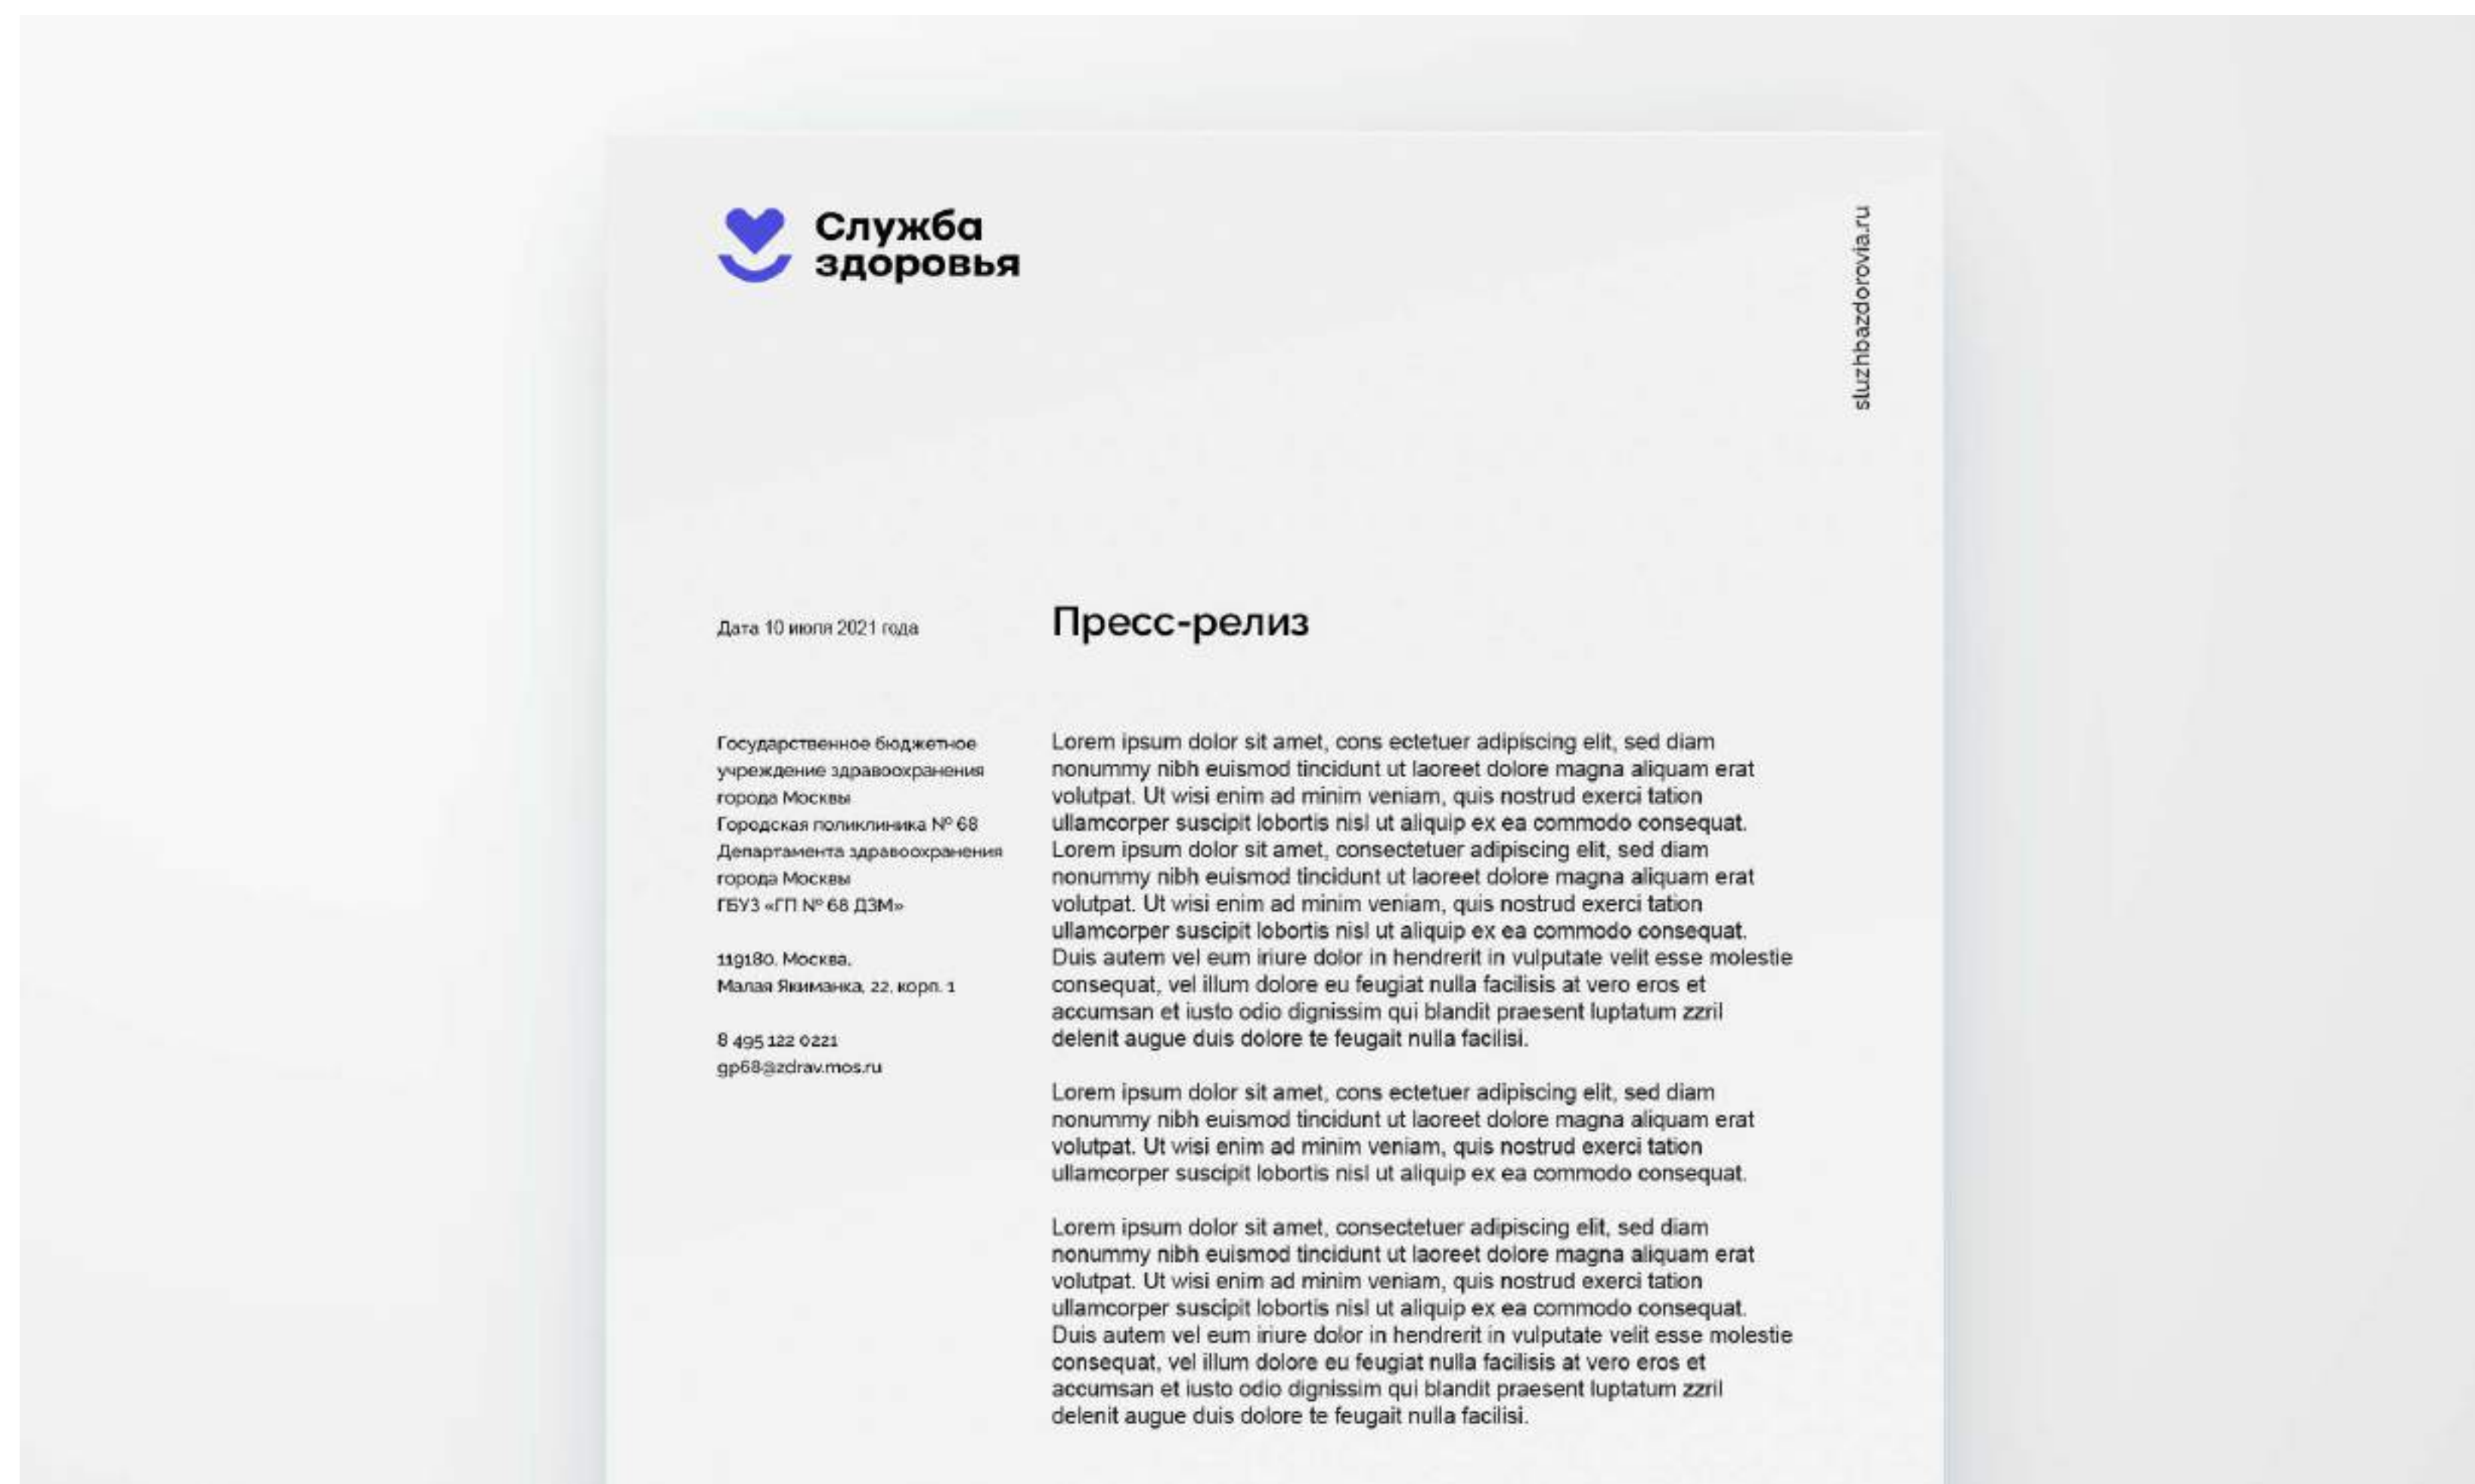 Служба
здоровья
sluzhbazdorovia.ru
Дата 10 июля 2021 года
Пресс-релиз
Государственное бюджетное
учреждение здравоохранения
города Москвы
Городская поликлиника № 68
Департамента здравоохранения
города Москвы
ГБУЗ «ГП № 68 ДЗМ»
119180, Москва,
Малая Якиманка, 22, корп. 1
8 495 122 0221
gp68@zdrav.mos.ru
Lorem ipsum dolor sit amet, cons ectetuer adipiscing elit, sed diam
nonummy nibh euismod tincidunt ut laoreet dolore magna aliquam erat
volutpat. Ut wisi enim ad minim veniam, quis nostrud exerci tation
ullamcorper suscipit lobortis nisl ut aliquip ex ea commodo consequat.
Lorem ipsum dolor sit amet, consectetuer adipiscing elit, sed diam
nonummy nibh euismod tincidunt ut laoreet dolore magna aliquam erat
volutpat. Ut wisi enim ad minim veniam, quis nostrud exerci tation
ullamcorper suscipit lobortis nisl ut aliquip ex ea commodo consequat.
Duis autem vel eum iriure dolor in hendrerit in vulputate velit esse molestie
consequat, vel illum dolore eu feugiat nulla facilisis at vero eros et
accumsan et iusto odio dignissim qui blandit praesent luptatum zzril
delenit augue duis dolore te feugait nulla facilisi.
Lorem ipsum dolor sit amet, cons ectetuer adipiscing elit, sed diam
nonummy nibh euismod tincidunt ut laoreet dolore magna aliquam erat
volutpat. Ut wisi enim ad minim veniam, quis nostrud exerci tation
ullamcorper suscipit lobortis nisl ut aliquip ex ea commodo consequat.
Lorem ipsum dolor sit amet, consectetuer adipiscing elit, sed diam
nonummy nibh euismod tincidunt ut laoreet dolore magna aliquam erat
volutpat. Ut wisi enim ad minim veniam, quis nostrud exerci tation
ullamcorper suscipit lobortis nisl ut aliquip ex ea commodo consequat.
Duis autem vel eum iriure dolor in hendrerit in vulputate velit esse molestie
consequat, vel illum dolore eu feugiat nulla facilisis at vero eros et
accumsan et iusto odio dignissim qui blandit praesent luptatum zzril
delenit augue duis dolore te feugait nulla facilisi.